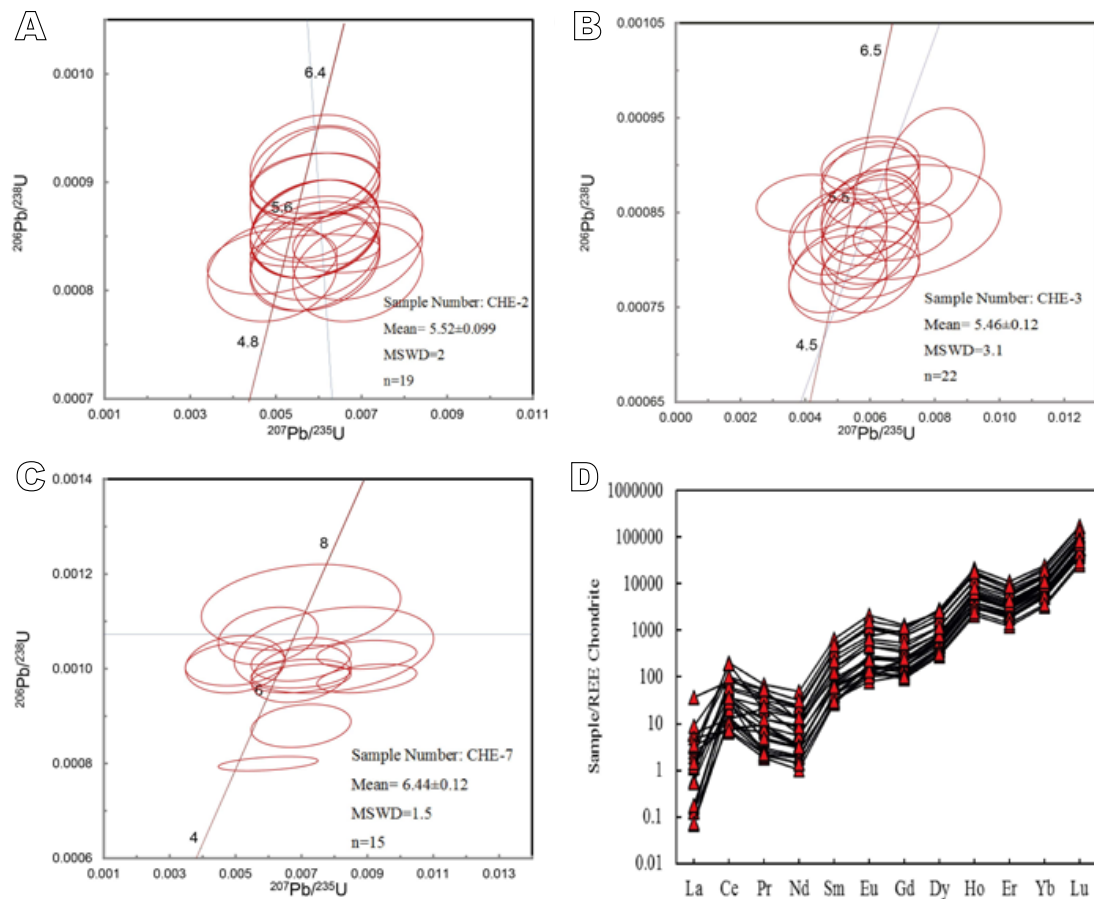 A
0.0010
0.0009
0.0008
0.0007
206Pb/238U
6.4
5.6
4.8
Sample Number: CHE-2
Mean= 5.52±0.099
MSWD=2
n=19
0.001 0.003 0.005 0.007 0.009 0.011
207Pb/235U
B
0.00105
0.00095
0.00085
0.00075
0.00065
206Pb/238U
6.5
5.5
4.5
Sample Number: CHE-3
Mean= 5.46±0.12
MSWD=3.1
n=22
0.000 0.002 0.004 0.006 0.008 0.010 0.012
207Pb/235U
C
0.0014
0.0012
0.0010
0.0008
0.0006
206Pb/238U
8
6
4
Sample Number: CHE-7
Mean= 6.44±0.12
MSWD=1.5
n=15
0.001 0.003 0.005 0.007 0.009 0.011 0.013
207Pb/235U
D
1000000
100000
10000
1000
100
10
1
0.1
0.01
Sample/REE Chondrite
La Ce Pr Nd Sm Eu Gd Dy Ho Er Yb Lu